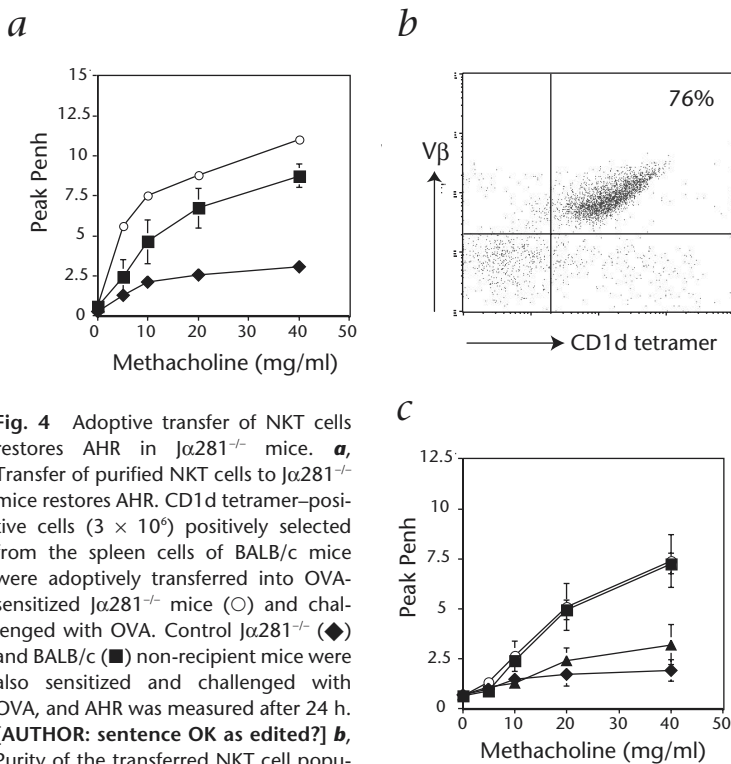 a
15
12.5
10
7.5
5
2.5
0
Peak Penh
0 10 20 30 40 50
Methacholine (mg/ml)
b
76%
Vβ
CD1d tetramer
Fig. 4 Adoptive transfer of NKT cells
restores AHR in Jα281⁻/⁻ mice. a,
Transfer of purified NKT cells to Jα281⁻/⁻
mice restores AHR. CD1d tetramer–posi-
tive cells (3 × 10⁶) positively selected
from the spleen cells of BALB/c mice
were adoptively transferred into OVA-
sensitized Jα281⁻/⁻ mice (○) and chal-
lenged with OVA. Control Jα281⁻/⁻ (◆)
and BALB/c (■) non-recipient mice were
also sensitized and challenged with
OVA, and AHR was measured after 24 h.
[AUTHOR: sentence OK as edited?] b,
Purity of the transferred NKT cell popu-
c
12.5
10
7.5
5
2.5
0
Peak Penh
0 10 20 30 40 50
Methacholine (mg/ml)